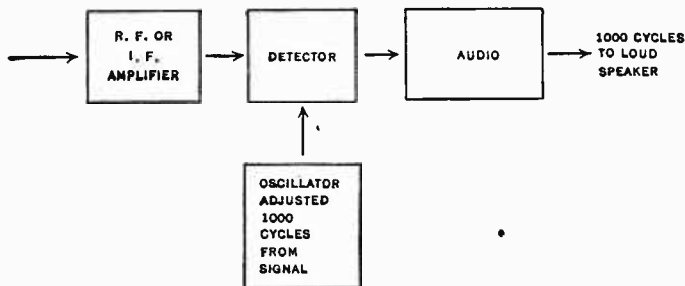 R. F. OR
I. F.
AMPLIFIER
DETECTOR
AUDIO
1000 CYCLES
TO LOUD
SPEAKER
OSCILLATOR
ADJUSTED
1000
CYCLES
FROM
SIGNAL